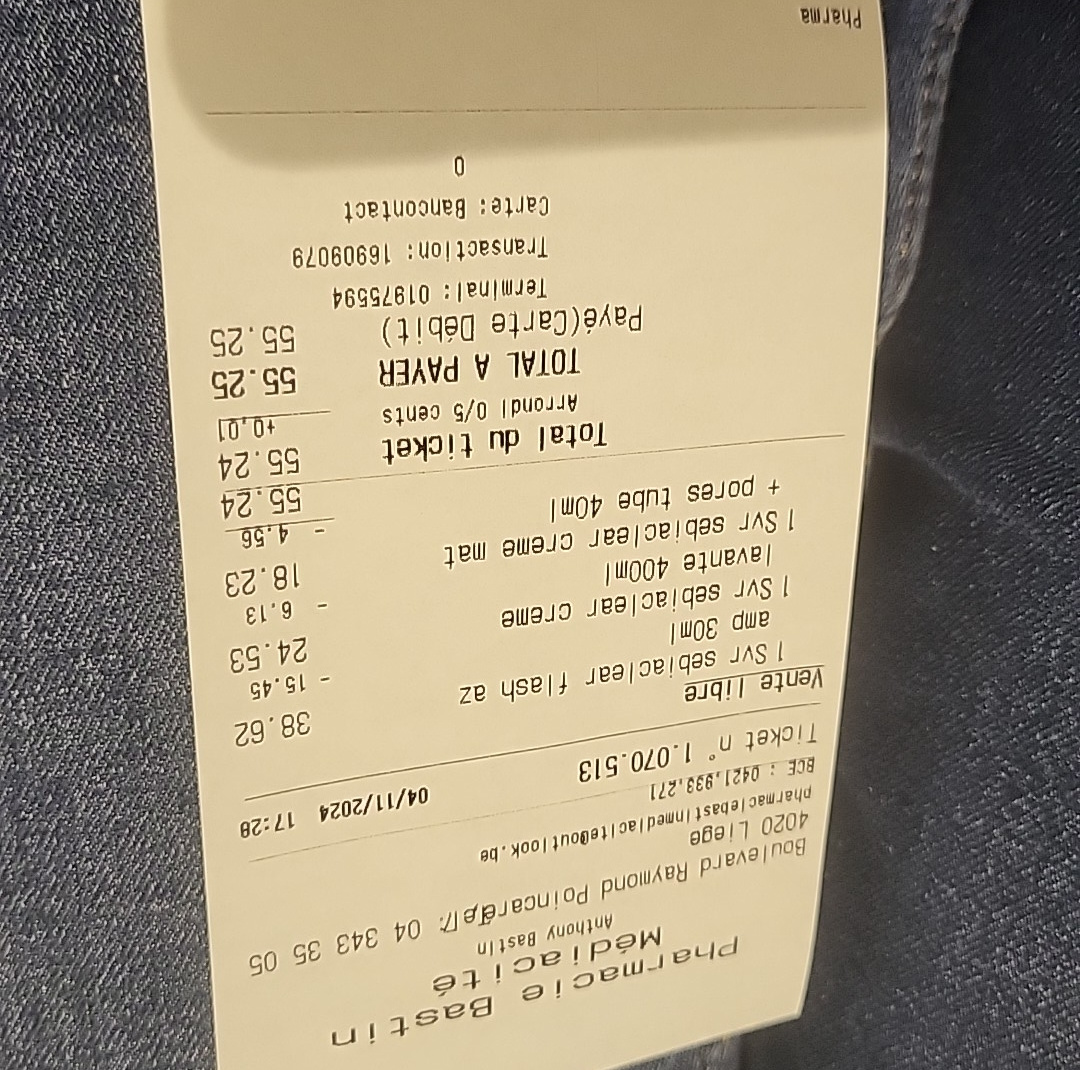 Pharmacie Bastin
Médiacité
Anthony Bastin
Boulevard Raymond Poincaré, 7: 04 343 35 05
4020 Liege
pharmaciebastinmediacite@outlook.be
BCE : 0421.933.271
Ticket n° 1.070.513 04/11/2024 17:28
Vente libre
1 Svr sebiaclear flash az 38.62
amp 30ml - 15.45
1 Svr sebiaclear creme 24.53
lavante 400ml - 6.13
1 Svr sebiaclear creme mat 18.23
+ pores tube 40ml - 4.56
55.24
Total du ticket 55.24
Arrondi 0/5 cents +0.01
TOTAL A PAYER 55.25
Payé(Carte Débit) 55.25
Terminal: 01975594
Transaction: 16909079
Carte: Bancontact
0
Pharma